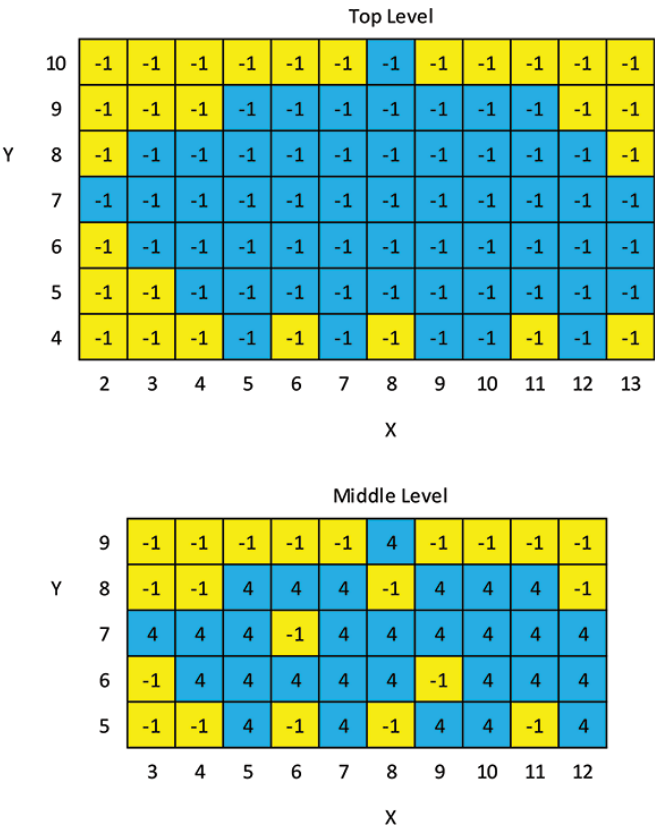 Top Level
10 -1 -1 -1 -1 -1 -1 -1 -1 -1 -1 -1 -1
9 -1 -1 -1 -1 -1 -1 -1 -1 -1 -1 -1 -1
Y 8 -1 -1 -1 -1 -1 -1 -1 -1 -1 -1 -1 -1
7 -1 -1 -1 -1 -1 -1 -1 -1 -1 -1 -1 -1
6 -1 -1 -1 -1 -1 -1 -1 -1 -1 -1 -1 -1
5 -1 -1 -1 -1 -1 -1 -1 -1 -1 -1 -1 -1
4 -1 -1 -1 -1 -1 -1 -1 -1 -1 -1 -1 -1
2 3 4 5 6 7 8 9 10 11 12 13
X
Middle Level
9 -1 -1 -1 -1 -1 4 -1 -1 -1 -1
Y 8 -1 -1 4 4 4 -1 4 4 4 -1
7 4 4 4 -1 4 4 4 4 4 4
6 -1 4 4 4 4 4 -1 4 4 4
5 -1 -1 4 -1 4 -1 4 4 -1 4
3 4 5 6 7 8 9 10 11 12
X